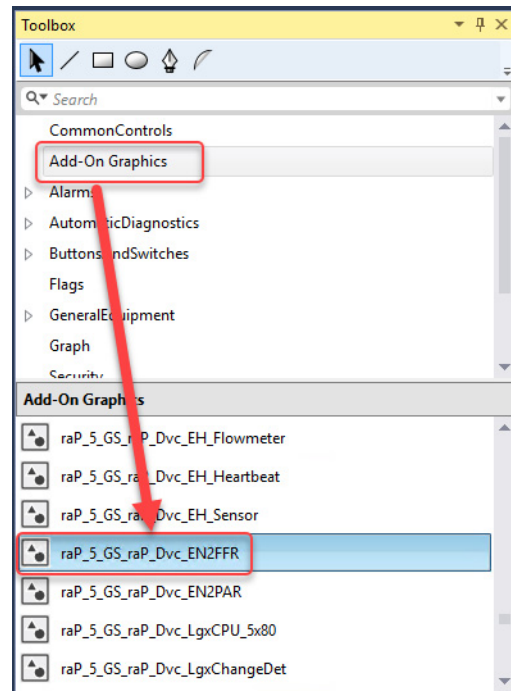 Toolbox
Search
CommonControls
Add-On Graphics
Alarms
AutomaticDiagnostics
ButtonsandSwitches
Flags
GeneralEquipment
Graph
Security
Add-On Graphics
raP_5_GS_raP_Dvc_EH_Flowmeter
raP_5_GS_raP_Dvc_EH_Heartbeat
raP_5_GS_raP_Dvc_EH_Sensor
raP_5_GS_raP_Dvc_EN2FFR
raP_5_GS_raP_Dvc_EN2PAR
raP_5_GS_raP_Dvc_LgxCPU_5x80
raP_5_GS_raP_Dvc_LgxChangeDet